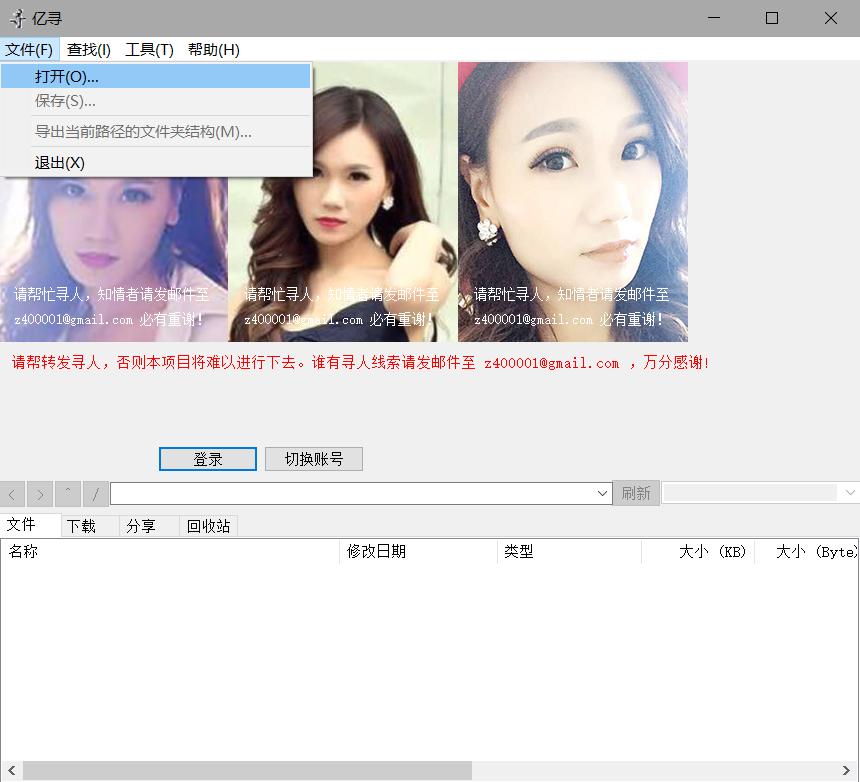 亿寻
文件(F) 查找(I) 工具(T) 帮助(H)
打开(O)...
保存(S)...
导出当前路径的文件夹结构(M)...
退出(X)
请帮忙寻人，知情者请发邮件至
z400001@gmail.com 必有重谢！
请帮忙寻人，知情者请发邮件至
z400001@gmail.com 必有重谢！
请帮忙寻人，知情者请发邮件至
z400001@gmail.com 必有重谢！
请帮转发寻人，否则本项目将难以进行下去。谁有寻人线索请发邮件至 z400001@gmail.com ，万分感谢!
登录 切换账号
< > ^ / 刷新
文件 下载 分享 回收站
名称 修改日期 类型 大小 (KB) 大小 (Byte)